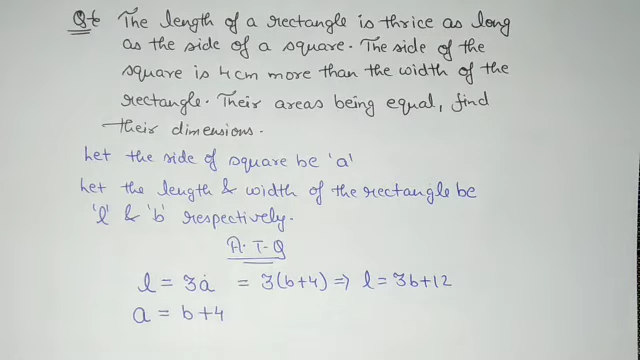 Q6 The length of a rectangle is thrice as long
as the side of a square. The side of the
square is 4cm more than the width of the
rectangle. Their areas being equal, find
their dimensions.
Let the side of square be 'a'
Let the length & width of the rectangle be
'l' & 'b' respectively.
A.T-Q
l = 3a = 3(b+4) ⇒ l = 3b+12
a = b+4